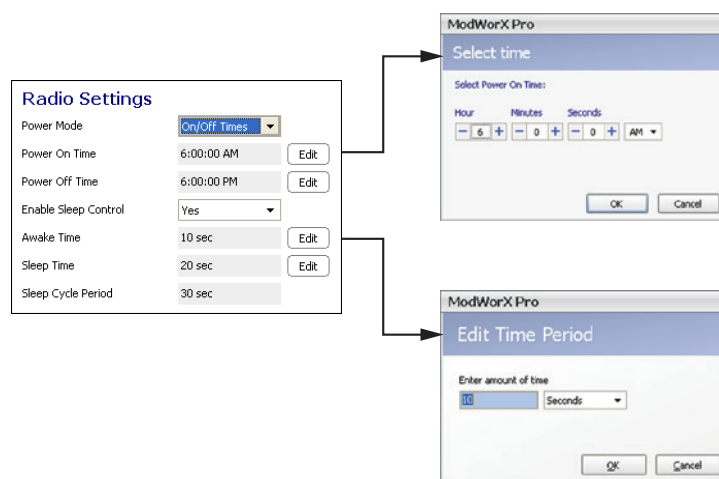 Radio Settings
Power Mode On/Off Times
Power On Time 6:00:00 AM Edit
Power Off Time 6:00:00 PM Edit
Enable Sleep Control Yes
Awake Time 10 sec Edit
Sleep Time 20 sec Edit
Sleep Cycle Period 30 sec
ModWorX Pro
Select time
Select Power On Time:
Hour Minutes Seconds
− 6 + − 0 + − 0 + AM
OK Cancel
ModWorX Pro
Edit Time Period
Enter amount of time
10 Seconds
OK Cancel